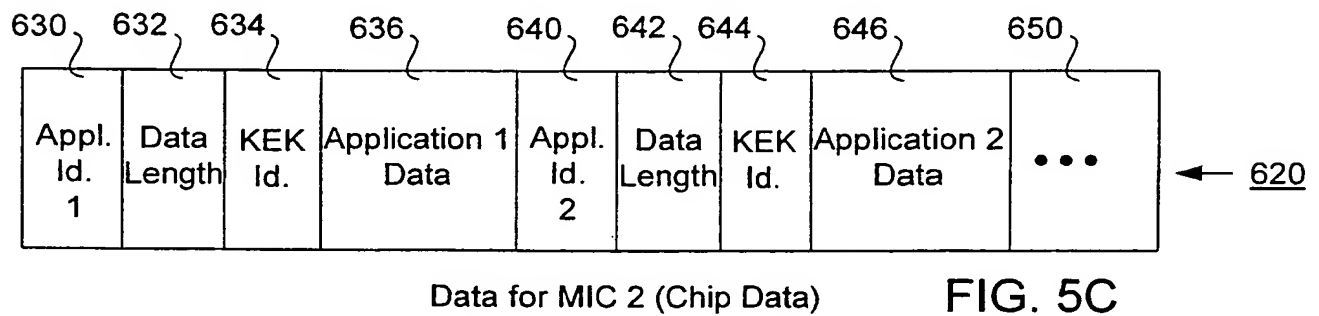 630 632 634 636 640 642 644 646 650
Appl. Id. 1
Data Length
KEK Id.
Application 1 Data
Appl. Id. 2
Data Length
KEK Id.
Application 2 Data
•••
620
Data for MIC 2 (Chip Data)
FIG. 5C